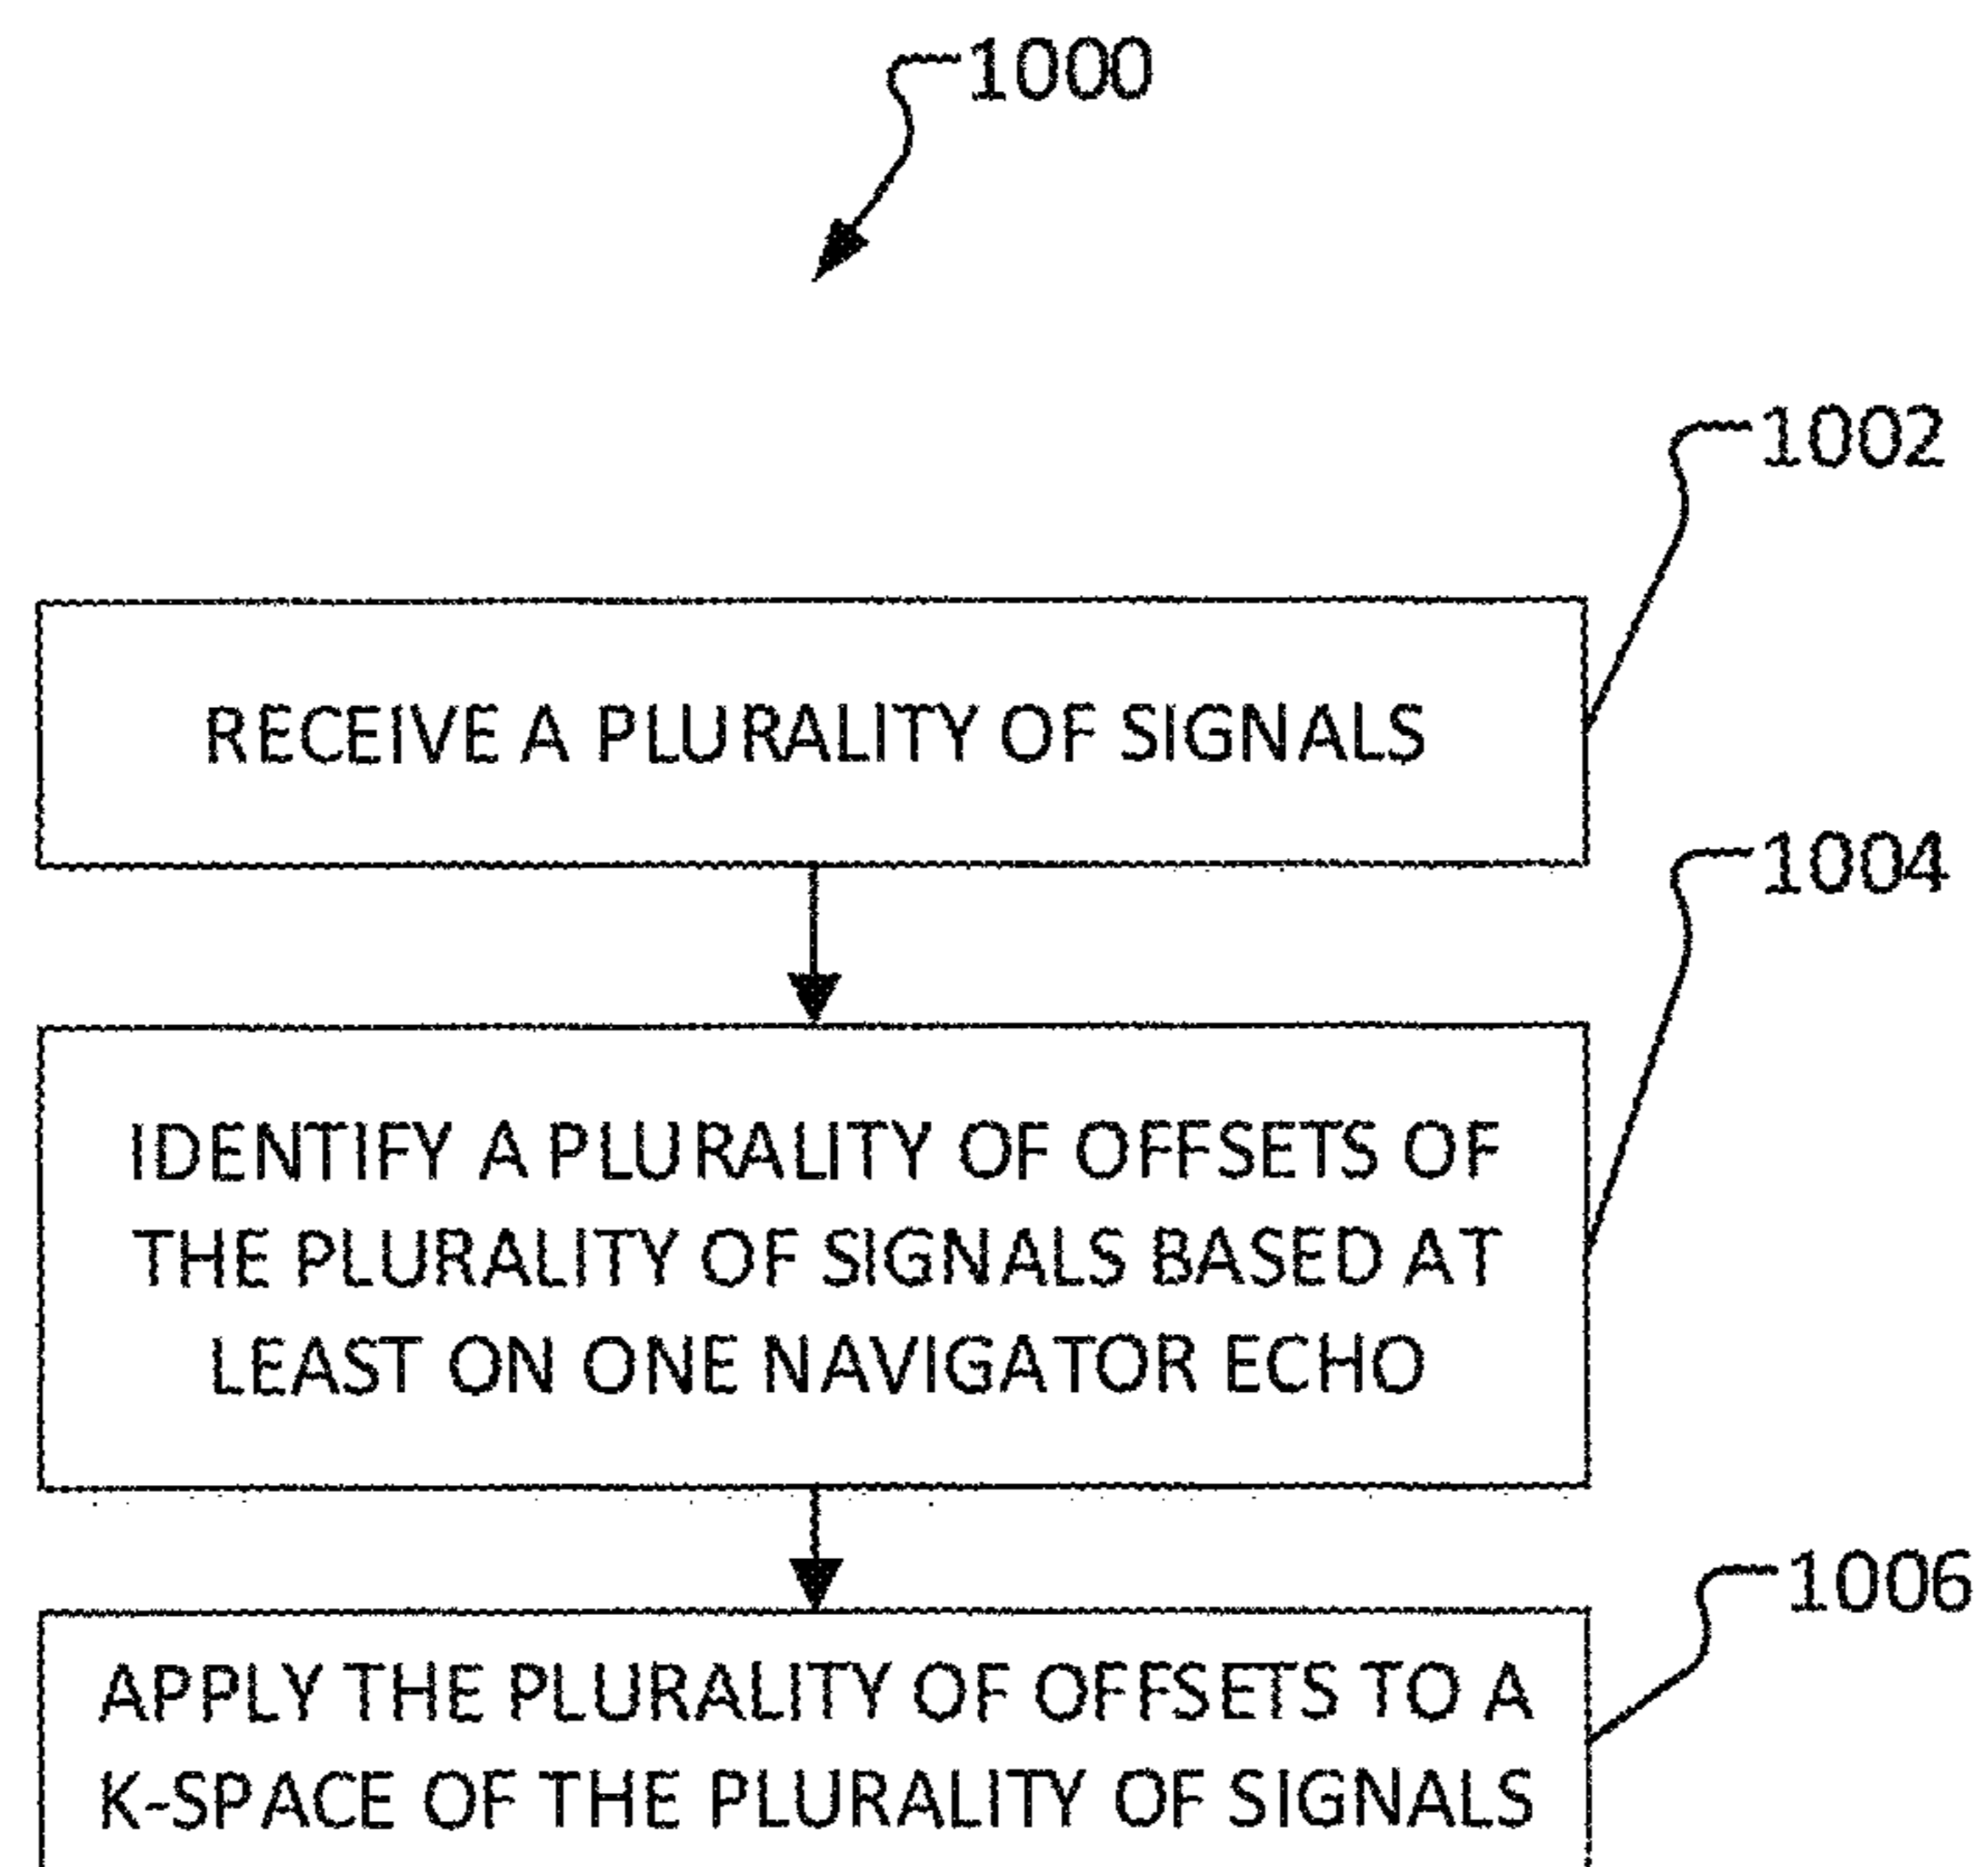 1000
1002
RECEIVE A PLURALITY OF SIGNALS
1004
IDENTIFY A PLURALITY OF OFFSETS OF
THE PLURALITY OF SIGNALS BASED AT
LEAST ON ONE NAVIGATOR ECHO
1006
APPLY THE PLURALITY OF OFFSETS TO A
K-SPACE OF THE PLURALITY OF SIGNALS